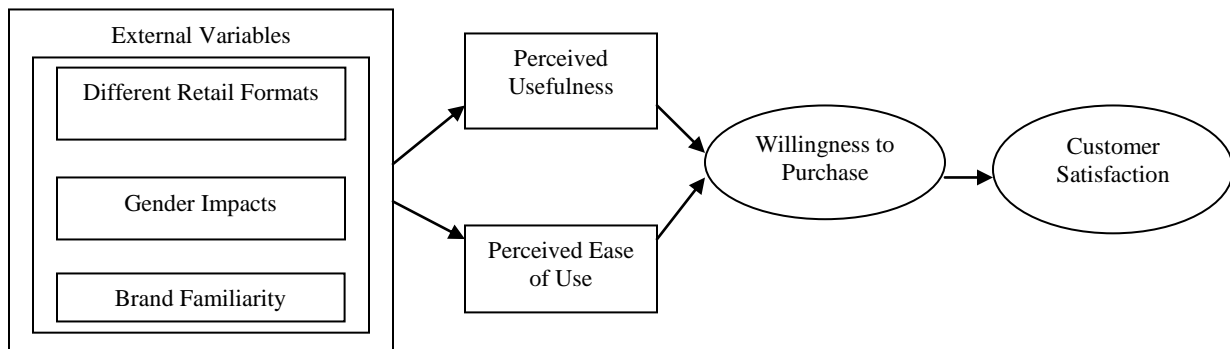 External Variables
Different Retail Formats
Gender Impacts
Brand Familiarity
Perceived
Usefulness
Perceived Ease
of Use
Willingness to
Purchase
Customer
Satisfaction